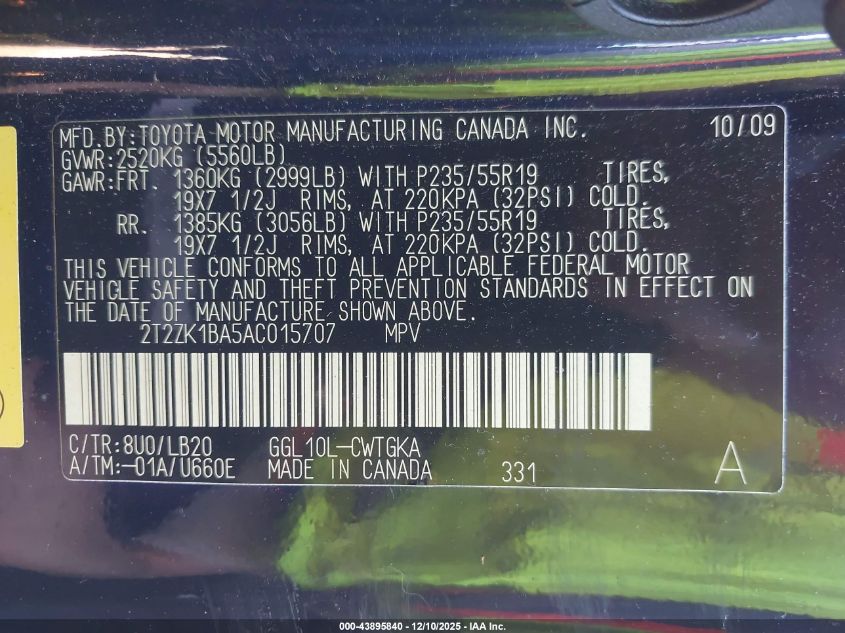 MFD. BY: TOYOTA MOTOR MANUFACTURING CANADA INC. 10/09
GVWR: 2520KG (5560LB)
GAWR: FRT. 1360KG (2999LB) WITH P235/55R19 TIRES,
19X7 1/2J RIMS, AT 220KPA (32PSI) COLD.
RR. 1385KG (3056LB) WITH P235/55R19 TIRES,
19X7 1/2J RIMS, AT 220KPA (32PSI) COLD.
THIS VEHICLE CONFORMS TO ALL APPLICABLE FEDERAL MOTOR
VEHICLE SAFETY AND THEFT PREVENTION STANDARDS IN EFFECT ON
THE DATE OF MANUFACTURE SHOWN ABOVE.
2T2ZK1BA5AC015707 MPV
C/TR: 8U0/LB20 GGL10L-CWTGKA
A/TM: -01A/U660E MADE IN CANADA 331 A
000-43895840 - 12/10/2025 - IAA Inc.